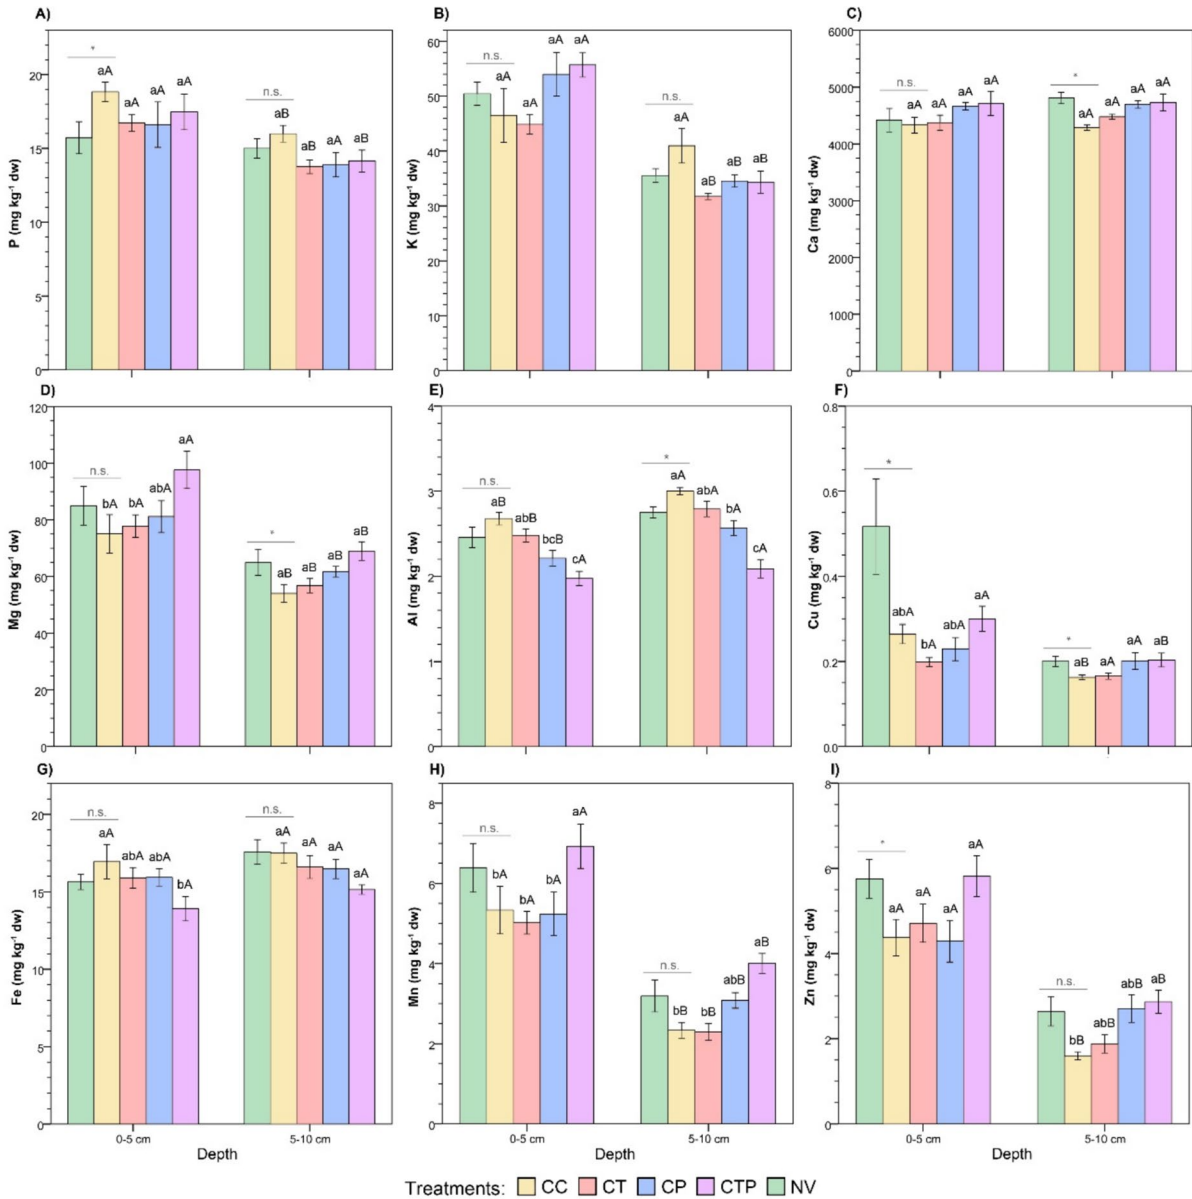 A)
B)
C)
P (mg kg⁻¹ dw)
20
15
10
5
0
*
aA
aA
aA
aA
n.s.
aB
aB
aA
aB
K (mg kg⁻¹ dw)
60
50
40
30
20
10
0
n.s.
aA
aA
aA
aA
n.s.
aA
aB
aB
aB
Ca (mg kg⁻¹ dw)
6000
5000
4000
3000
2000
1000
0
n.s.
aA
aA
aA
aA
*
aA
aA
aA
aA
D)
E)
F)
Mg (mg kg⁻¹ dw)
120
100
80
60
40
20
0
n.s.
bA
bA
abA
aA
*
aB
aB
aB
aB
Al (mg kg⁻¹ dw)
4
3
2
1
0
n.s.
aB
abB
bcB
cA
*
aA
abA
bA
cA
Cu (mg kg⁻¹ dw)
0.8
0.6
0.4
0.2
0.0
*
abA
bA
abA
aA
*
aB
aA
aA
aB
G)
H)
I)
Fe (mg kg⁻¹ dw)
20
15
10
5
0
n.s.
aA
abA
abA
bA
n.s.
aA
aA
aA
aA
0-5 cm
5-10 cm
Depth
Mn (mg kg⁻¹ dw)
8
6
4
2
0
n.s.
bA
bA
bA
aA
n.s.
bB
bB
abB
aB
0-5 cm
5-10 cm
Depth
Zn (mg kg⁻¹ dw)
8
6
4
2
0
*
aA
aA
aA
aA
n.s.
bB
abB
abB
aB
0-5 cm
5-10 cm
Depth
Treatments: CC CT CP CTP NV